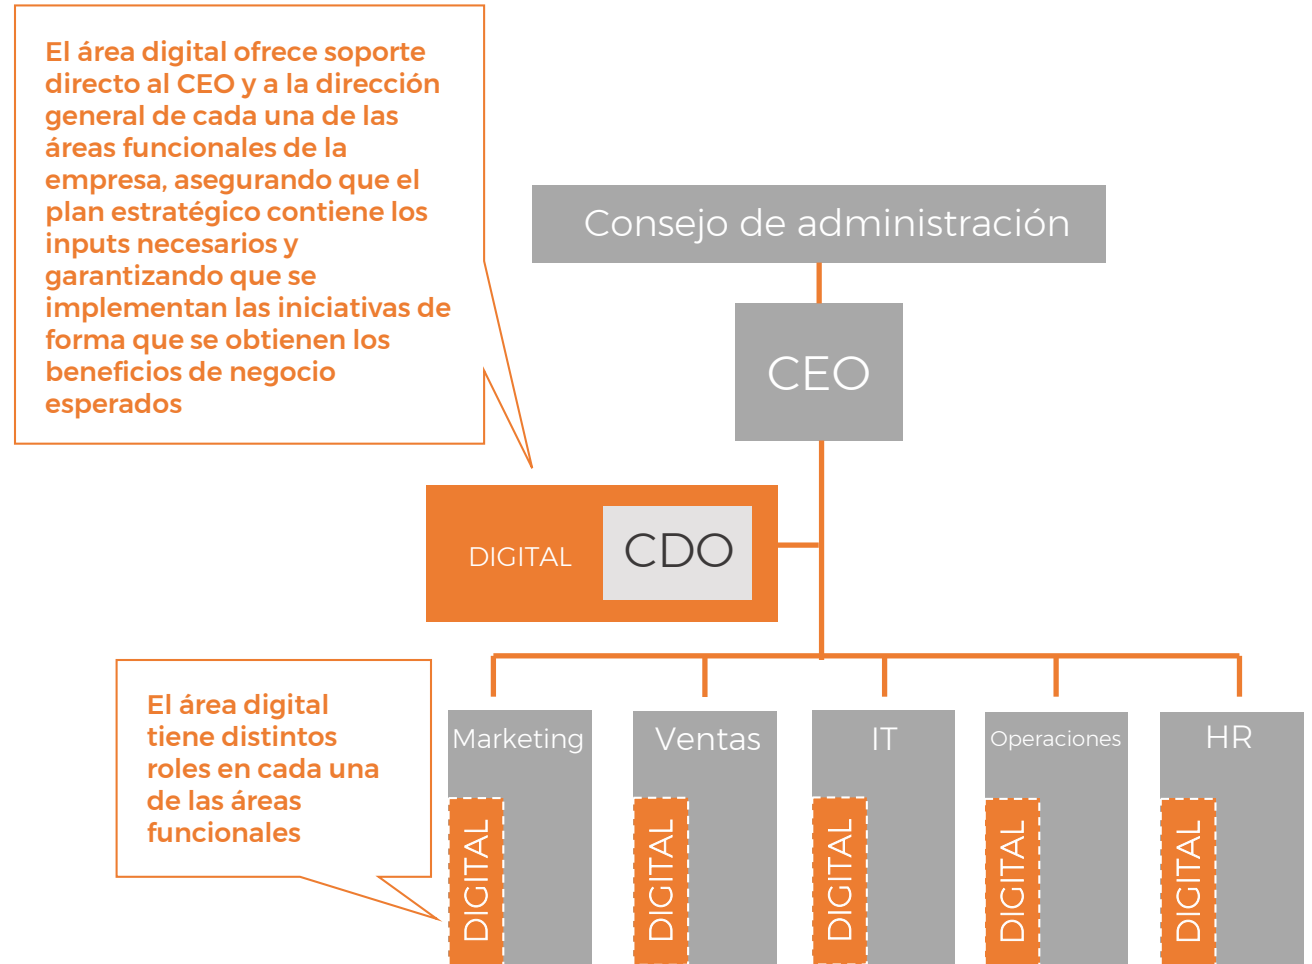 El área digital ofrece soporte
directo al CEO y a la dirección
general de cada una de las
áreas funcionales de la
empresa, asegurando que el
plan estratégico contiene los
inputs necesarios y
garantizando que se
implementan las iniciativas de
forma que se obtienen los
beneficios de negocio
esperados
Consejo de administración
CEO
DIGITAL
CDO
El área digital
tiene distintos
roles en cada una
de las áreas
funcionales
Marketing
Ventas
IT
Operaciones
HR
DIGITAL
DIGITAL
DIGITAL
DIGITAL
DIGITAL